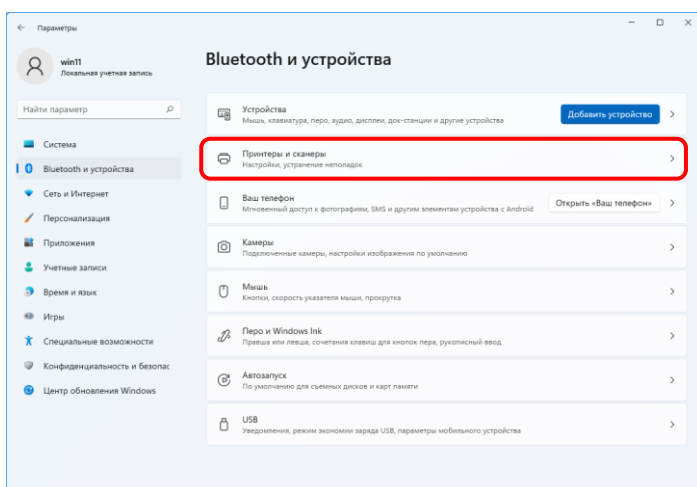 Параметры
win11
Локальная учетная запись
Найти параметр
Система
Bluetooth и устройства
Сеть и Интернет
Персонализация
Приложения
Учетные записи
Время и язык
Игры
Специальные возможности
Конфиденциальность и безопас
Центр обновления Windows
Bluetooth и устройства
Устройства
Мышь, клавиатура, перо, аудио, дисплеи, док-станции и другие устройства
Добавить устройство
Принтеры и сканеры
Настройки, устранение неполадок
Ваш телефон
Мгновенный доступ к фотографиям, SMS и другим элементам устройства с Android
Открыть «Ваш телефон»
Камеры
Подключенные камеры, настройки изображения по умолчанию
Мышь
Кнопки, скорость указателя мыши, прокрутка
Перо и Windows Ink
Правша или левша, сочетания клавиш для кнопок пера, рукописный ввод
Автозапуск
По умолчанию для съемных дисков и карт памяти
USB
Уведомления, режим экономии заряда USB, параметры мобильного устройства